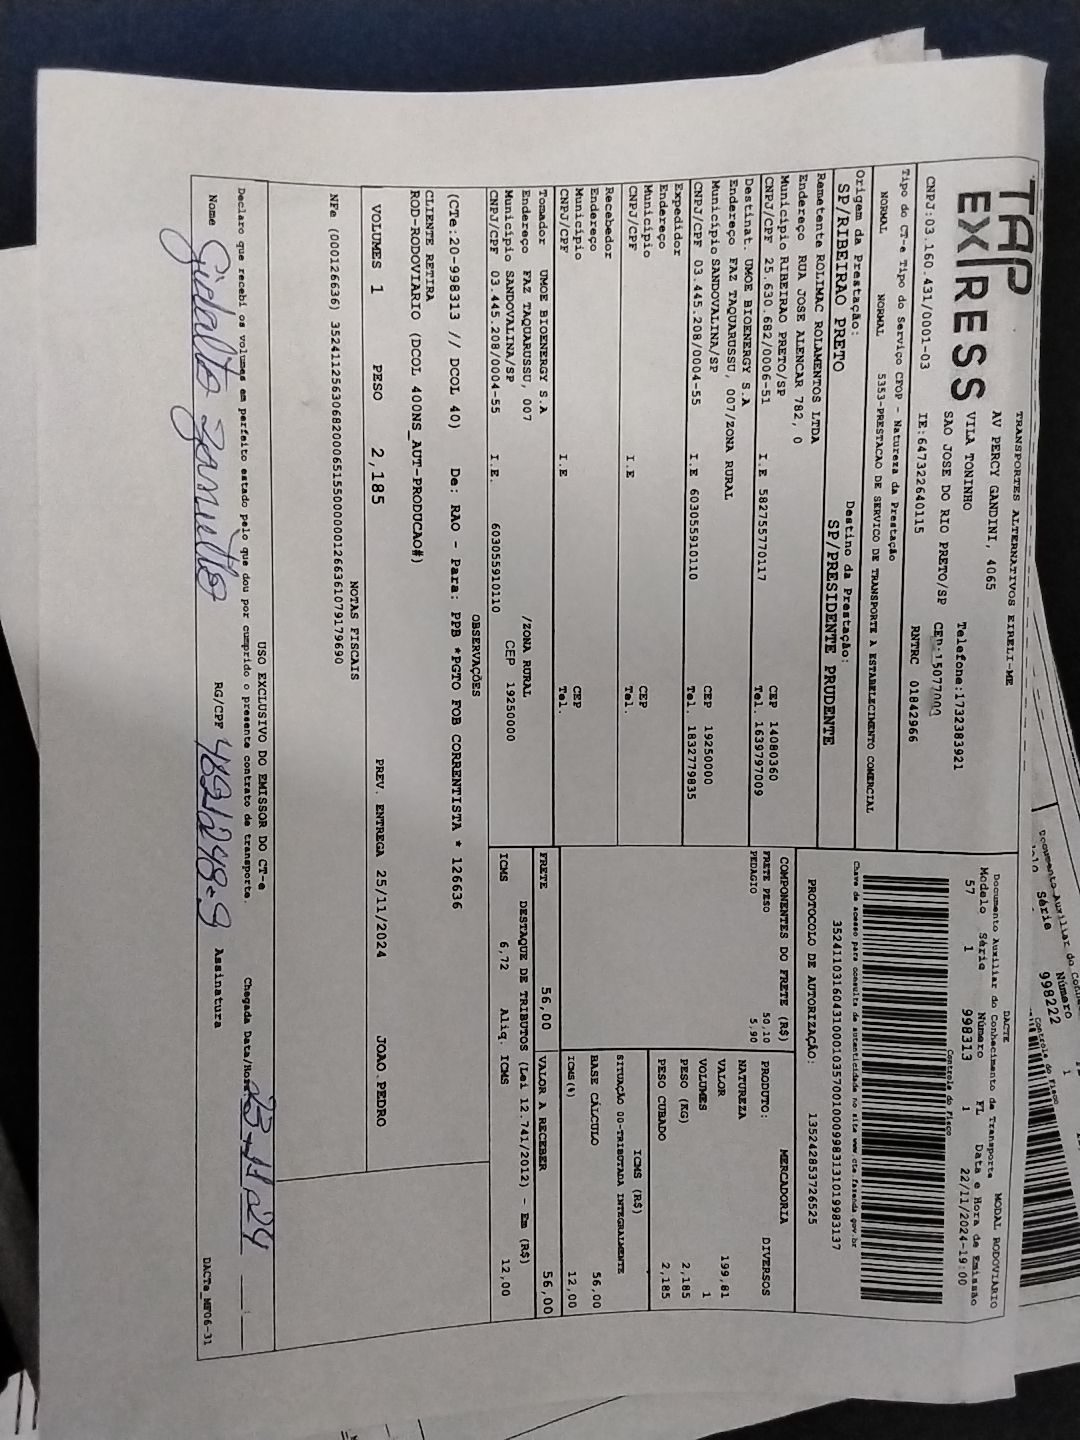 TAP
EXPRESS
TRANSPORTES ALTERNATIVOS EIRELI-ME
AV PERCY GANDINI, 4065
VILA TONINHO
SAO JOSE DO RIO PRETO/SP
Telefone:1732383921
CEP:15077000
CNPJ:03.160.431/0001-03
IE:647322640115
RNTRC 01842966
DACTE
MODAL RODOVIÁRIO
Documento Auxiliar do Conhecimento de Transporte
Modelo Série Número FL Data e Hora de Emissão
57 1 998313 1 22/11/2024-19:00
Controle do Fisco
Tipo do CT-e Tipo do Serviço CFOP - Natureza da Prestação
NORMAL NORMAL 5353-PRESTACAO DE SERVICO DE TRANSPORTE A ESTABELECIMENTO COMERCIAL
Chave de acesso para consulta de autenticidade no site www.cte.fazenda.gov.br
35241103160431000103570010009983131019983137
Origem da Prestação: Destino da Prestação:
SP/RIBEIRAO PRETO SP/PRESIDENTE PRUDENTE
PROTOCOLO DE AUTORIZAÇÃO: 135242853726525
Remetente ROLIMAC ROLAMENTOS LTDA
Endereço RUA JOSE ALENCAR 782, 0
Município RIBEIRAO PRETO/SP CEP 14080360
CNPJ/CPF 25.630.682/0006-51 I.E 582755770117 Tel. 1639797009
Destinat. UMOE BIOENERGY S.A
Endereço FAZ TAQUARUSSU, 007/ZONA RURAL
Município SANDOVALINA/SP CEP 19250000
CNPJ/CPF 03.445.208/0004-55 I.E 603055910110 Tel. 1832779835
Expedidor
Endereço
Município CEP
CNPJ/CPF I.E Tel.
Recebedor
Endereço
Município CEP
CNPJ/CPF I.E Tel.
Tomador UMOE BIOENERGY S.A
Endereço FAZ TAQUARUSSU, 007 /ZONA RURAL
Município SANDOVALINA/SP CEP 19250000
CNPJ/CPF 03.445.208/0004-55 I.E. 603055910110
COMPONENTES DO FRETE (R$)
FRETE PESO 50,10
PEDAGIO 5,90
MERCADORIA
PRODUTO: DIVERSOS
NATUREZA
VALOR 199,81
VOLUMES 1
PESO (KG) 2,185
PESO CUBADO 2,185
ICMS (R$)
SITUAÇÃO 00-TRIBUTADA INTEGRALMENTE
BASE CÁLCULO 56,00
ICMS(%) 12,00
FRETE 56,00 VALOR A RECEBER 56,00
DESTAQUE DE TRIBUTOS (Lei 12.741/2012) - Em (R$)
ICMS 6,72 Aliq. ICMS 12,00
OBSERVAÇÕES
(CTe:20-998313 // DCOL 40) De: RAO - Para: PPB *PGTO FOB CORRENTISTA * 126636
CLIENTE RETIRA
ROD-RODOVIARIO (DCOL 400NS_AUT-PRODUCAO#)
VOLUMES 1 PESO 2,185 PREV. ENTREGA 25/11/2024 JOAO.PEDRO
NOTAS FISCAIS
NFe (000126636) 35241125630682000651550000001266361079179690
USO EXCLUSIVO DO EMISSOR DO CT-e
Declaro que recebi os volumes em perfeito estado pelo que dou por cumprido o presente contrato de transporte. Chegada Data/Hora 23-11-24
Nome RG/CPF 48212248-9 Assinatura
DACTe_MF06-31
Número
Série
998222
1
Controle do Fisco